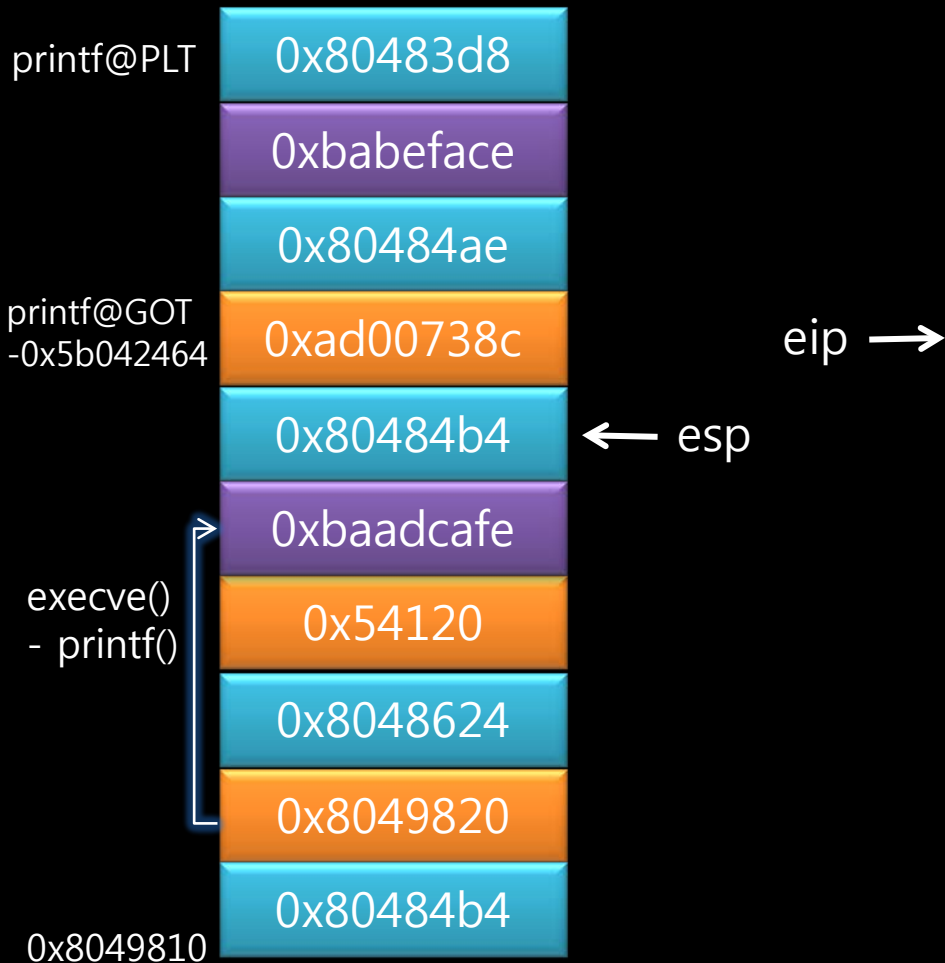 printf@PLT
0x80483d8
0xbabeface
0x80484ae
printf@GOT
-0x5b042464
0xad00738c
eip
0x80484b4
esp
0xbaadcafe
execve()
- printf()
0x54120
0x8048624
0x8049820
0x80484b4
0x8049810